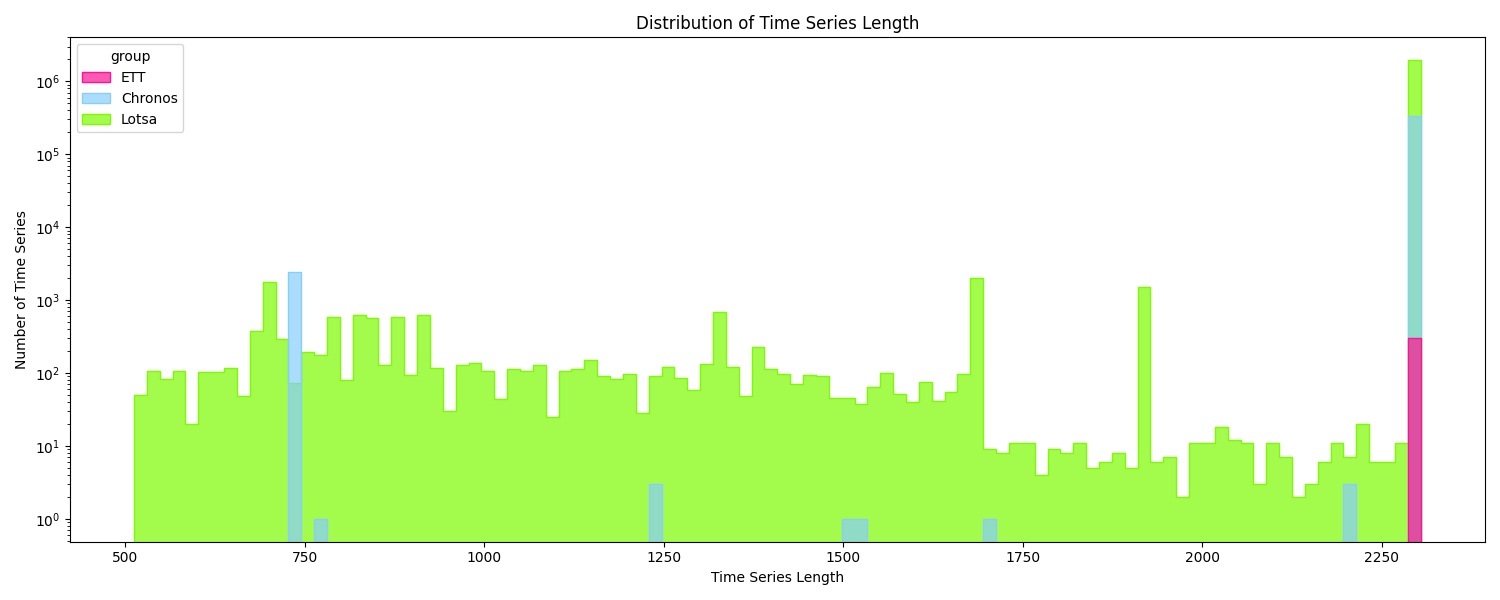 Distribution of Time Series Length
group
ETT
Chronos
Lotsa
Number of Time Series
10^6
10^5
10^4
10^3
10^2
10^1
10^0
500 750 1000 1250 1500 1750 2000 2250
Time Series Length